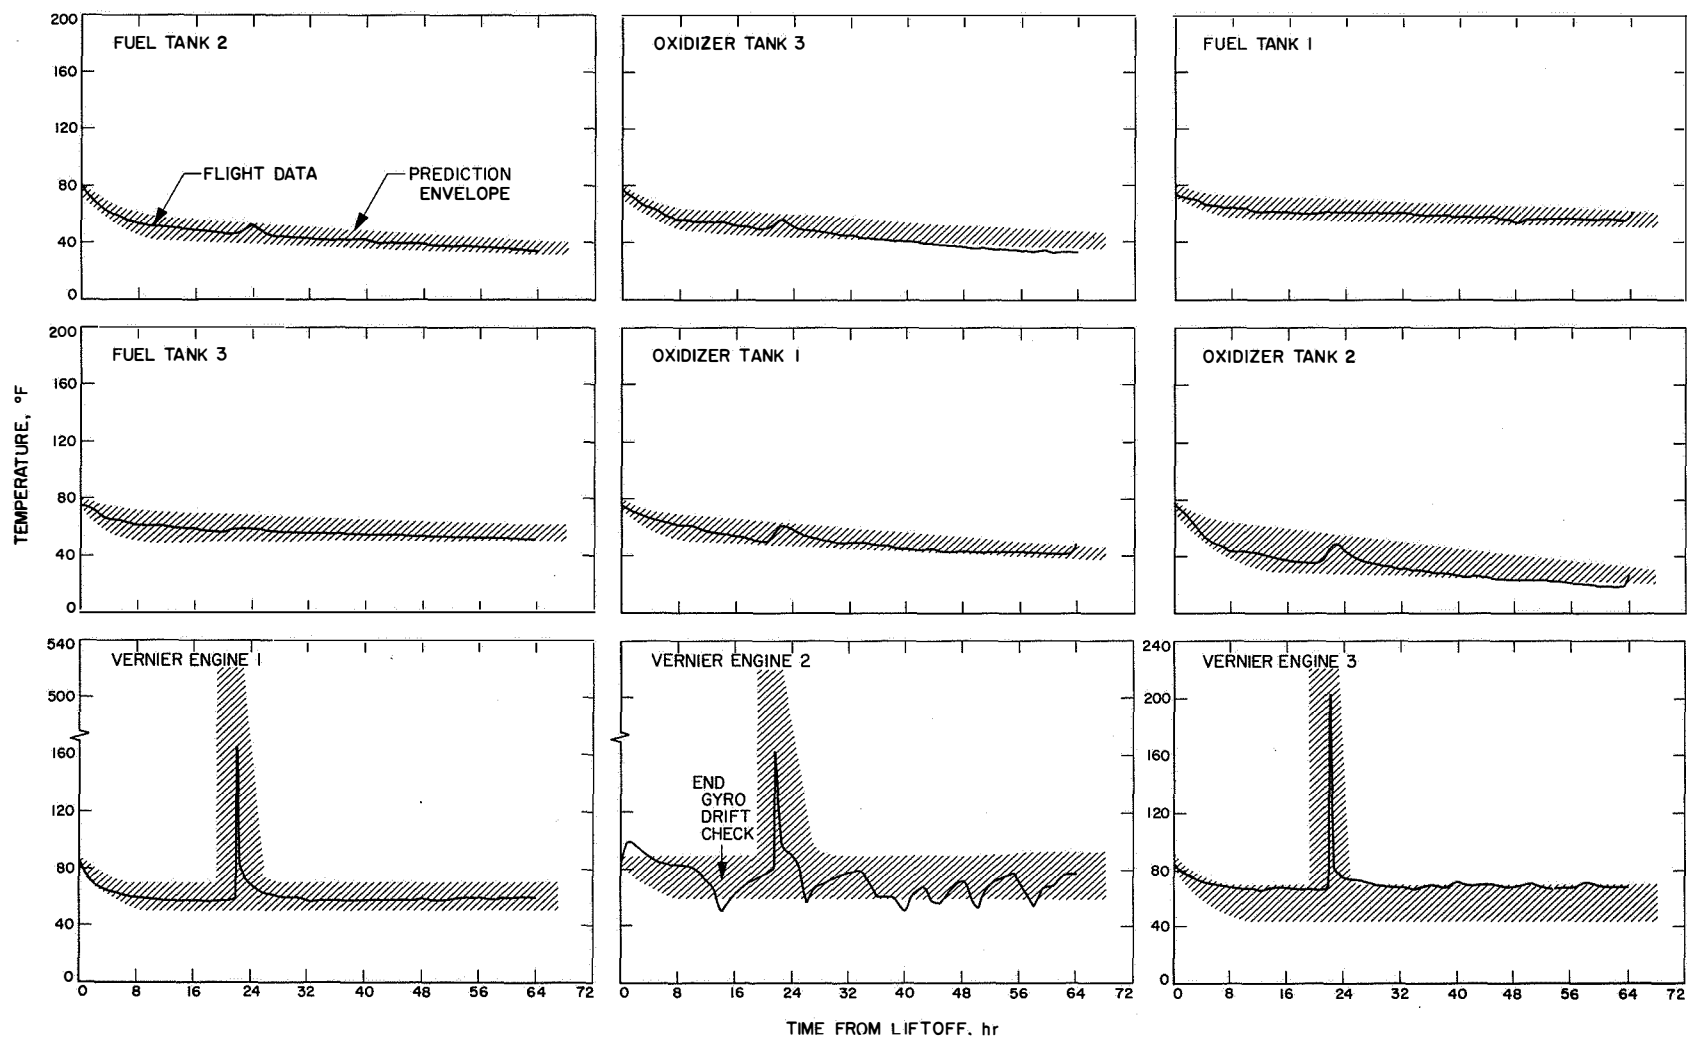 200
160
120
80
40
0
FUEL TANK 2
FLIGHT DATA
PREDICTION
ENVELOPE
OXIDIZER TANK 3
FUEL TANK 1
200
160
120
80
40
0
FUEL TANK 3
OXIDIZER TANK 1
OXIDIZER TANK 2
TEMPERATURE, °F
540
500
160
120
80
40
0
VERNIER ENGINE 1
VERNIER ENGINE 2
END
GYRO
DRIFT
CHECK
240
200
160
120
80
40
0
VERNIER ENGINE 3
0 8 16 24 32 40 48 56 64 72
0 8 16 24 32 40 48 56 64 72
0 8 16 24 32 40 48 56 64 72
TIME FROM LIFTOFF, hr